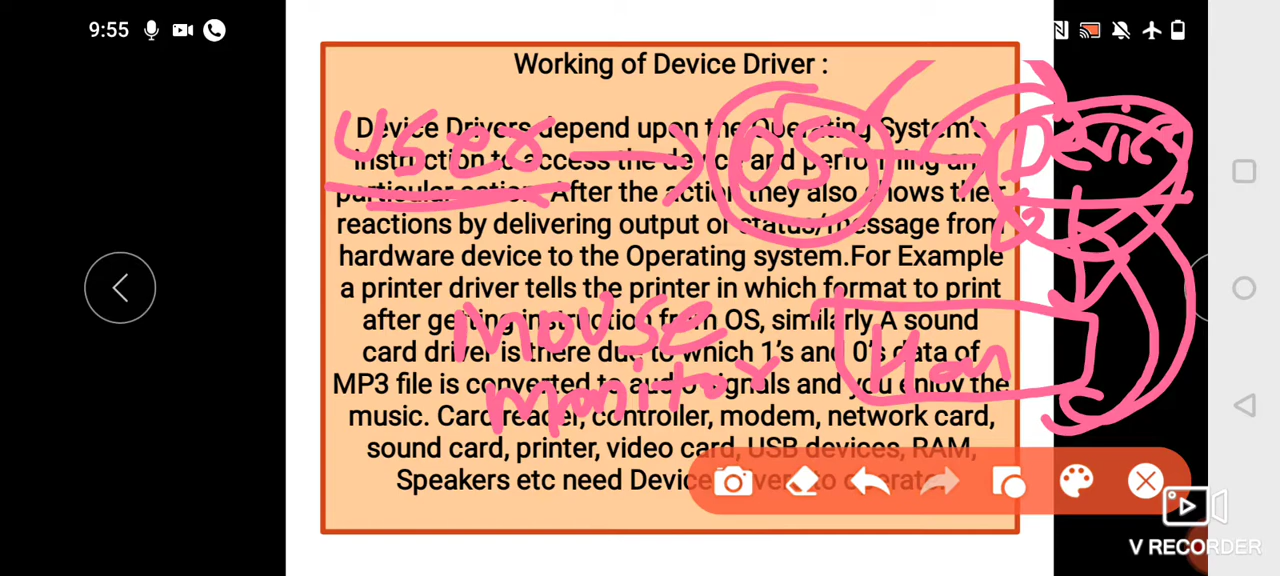 9:55
Working of Device Driver :
Device Drivers depend upon the Operating System's
instruction to access the device and performing any
particular action. After the action they also shows their
reactions by delivering output or status/message from
hardware device to the Operating system.For Example
a printer driver tells the printer in which format to print
after getting instruction from OS, similarly A sound
card driver is there due to which 1's and 0's data of
MP3 file is converted to audio signals and you enjoy the
music. Card reader, controller, modem, network card,
sound card, printer, video card, USB devices, RAM,
Speakers etc need Device Drivers to operate.
User
OS
Device
Mouse
Monitor
V RECORDER